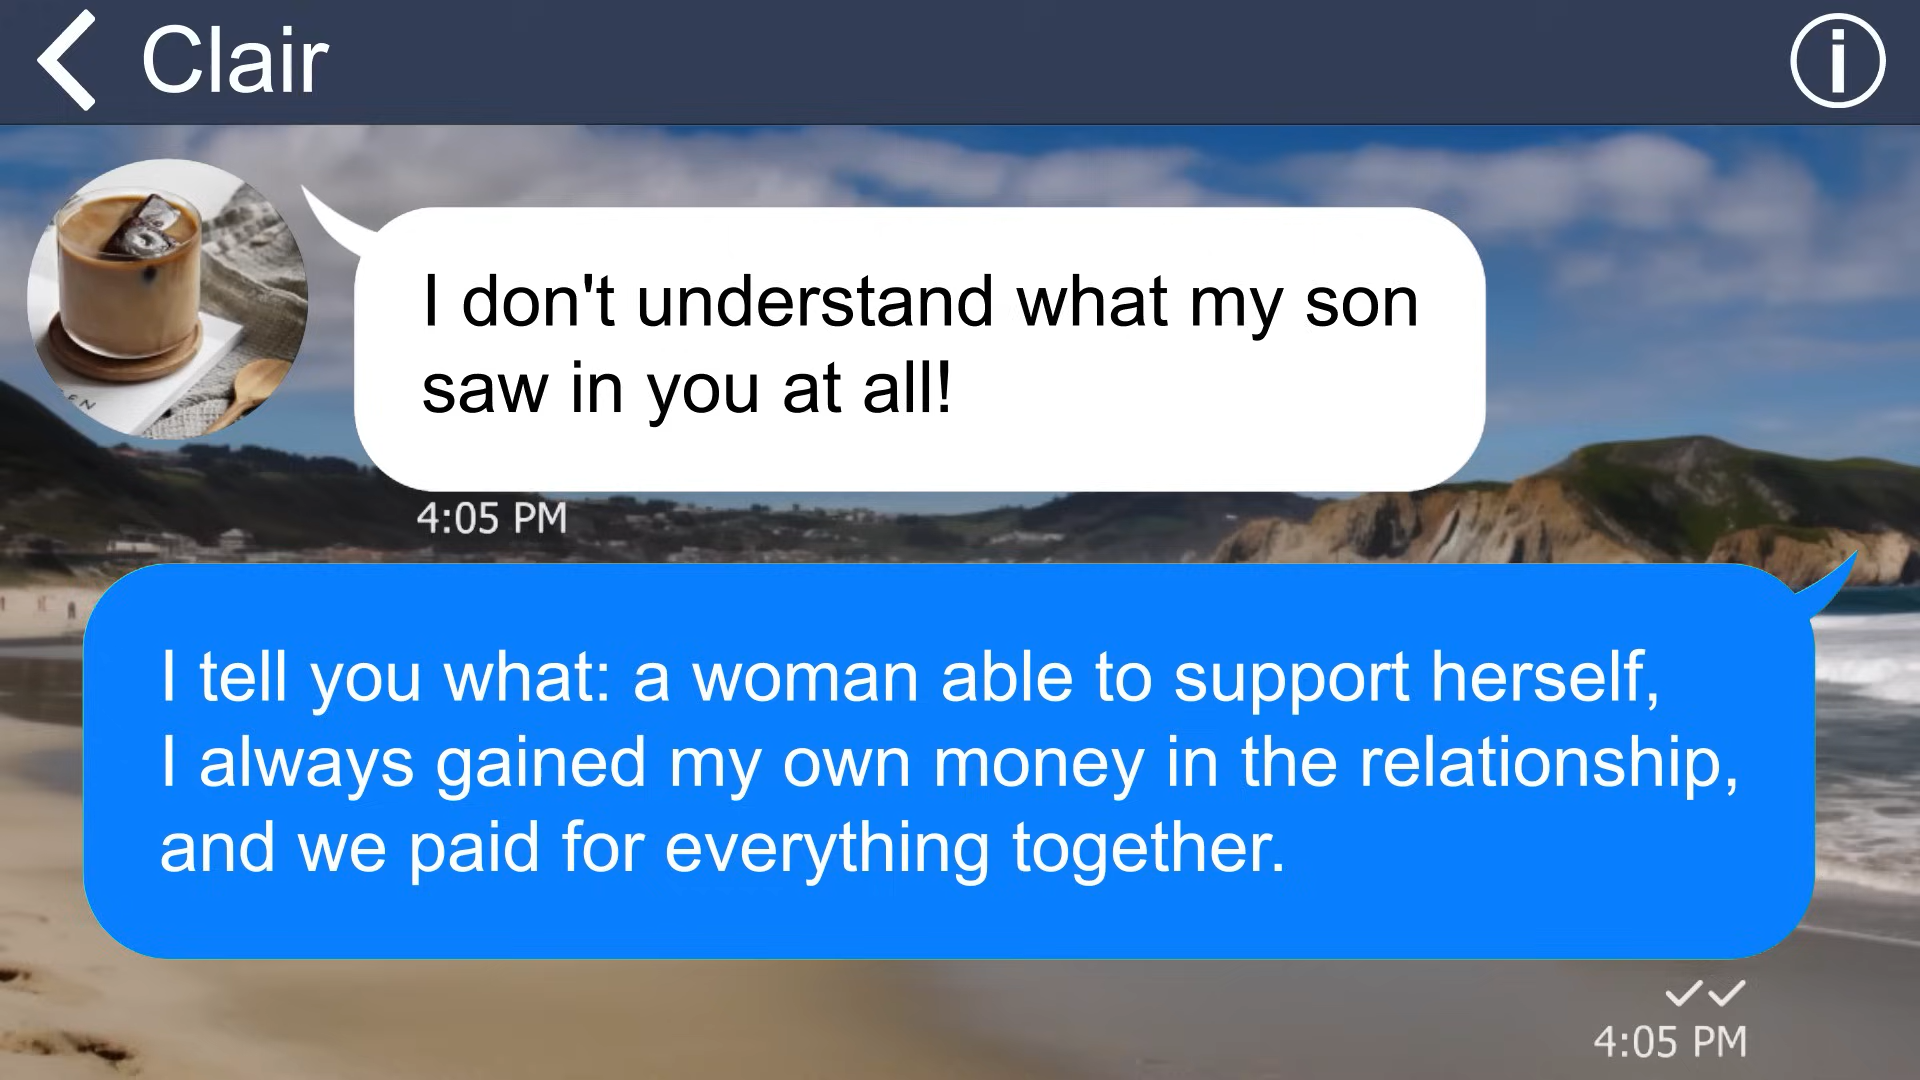 Clair
I don't understand what my son
saw in you at all!
4:05 PM
I tell you what: a woman able to support herself,
I always gained my own money in the relationship,
and we paid for everything together.
4:05 PM